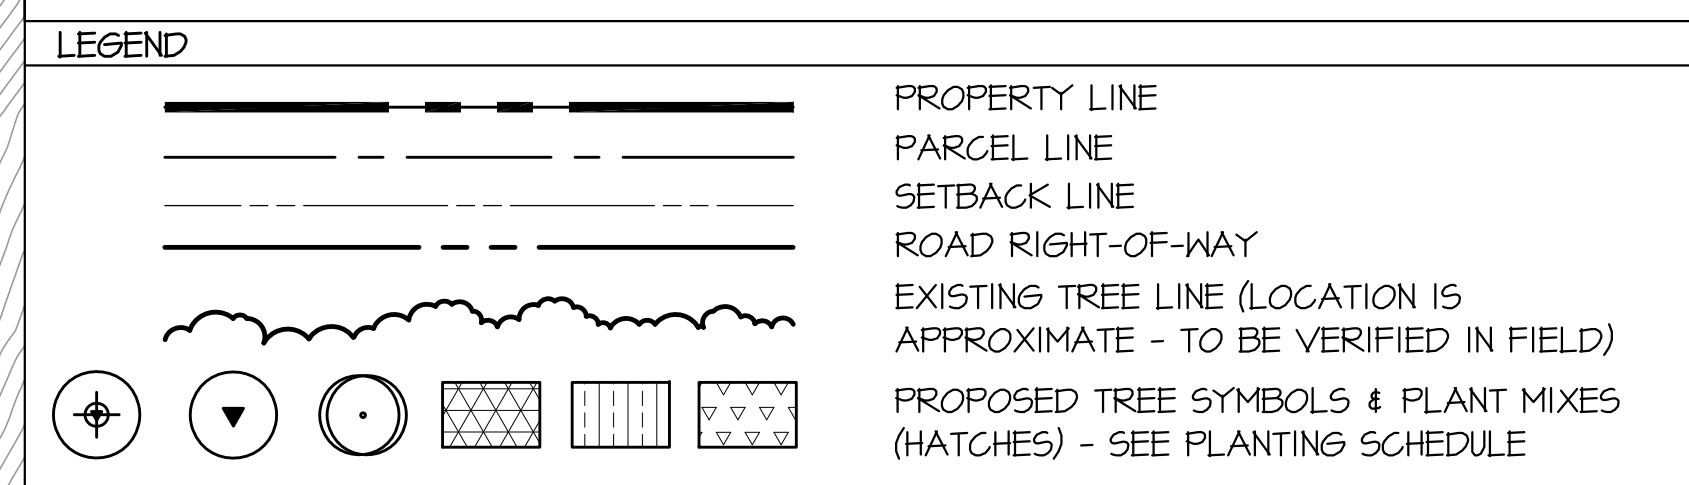 LEGEND
PROPERTY LINE
PARCEL LINE
SETBACK LINE
ROAD RIGHT-OF-WAY
EXISTING TREE LINE (LOCATION IS
APPROXIMATE - TO BE VERIFIED IN FIELD)
PROPOSED TREE SYMBOLS & PLANT MIXES
(HATCHES) - SEE PLANTING SCHEDULE